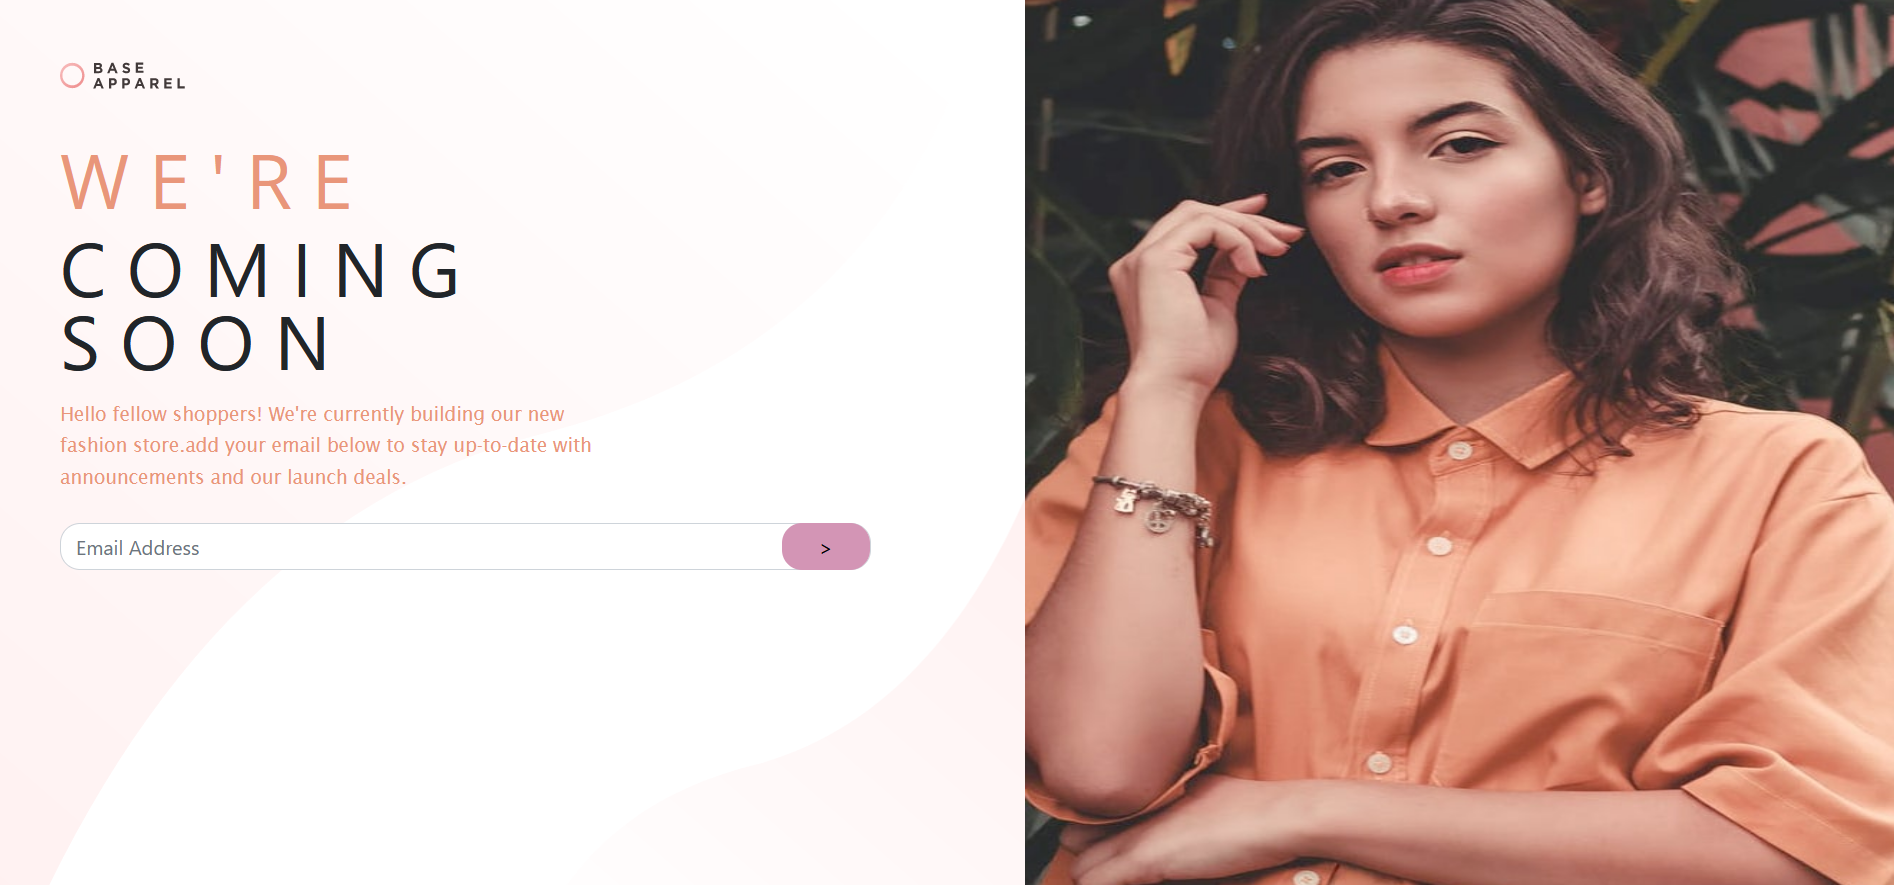 BASE
APPAREL
WE'RE
COMING
SOON
Hello fellow shoppers! We're currently building our new
fashion store.add your email below to stay up-to-date with
announcements and our launch deals.
Email Address >